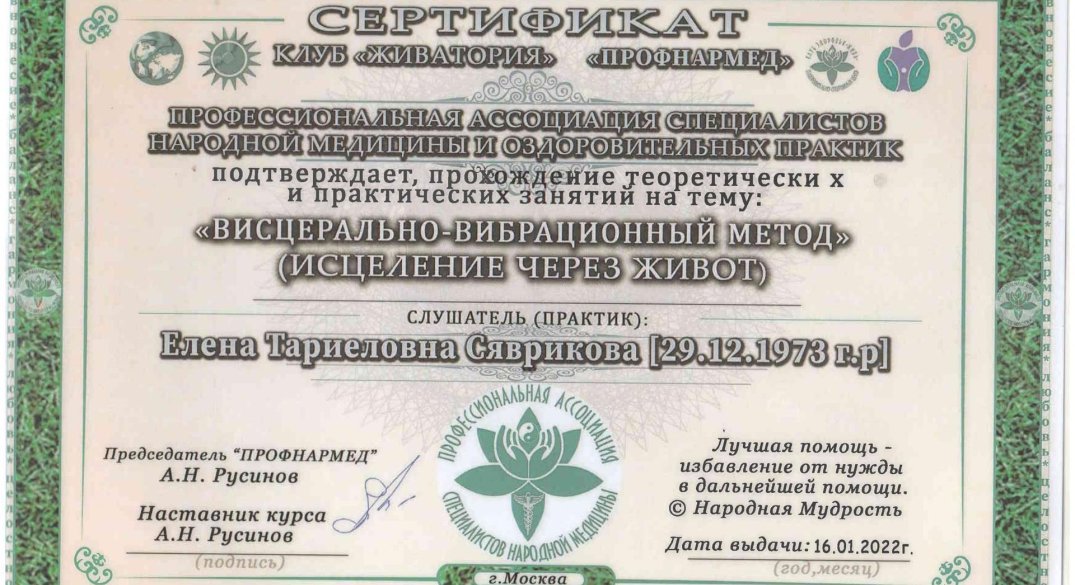 СЕРТИФИКАТ
КЛУБ «ЖИВАТОРИЯ» «ПРОФНАРМЕД»
ПРОФЕССИОНАЛЬНАЯ АССОЦИАЦИЯ СПЕЦИАЛИСТОВ
НАРОДНОЙ МЕДИЦИНЫ И ОЗДОРОВИТЕЛЬНЫХ ПРАКТИК
подтверждает, прохождение теоретически х
и практических занятий на тему:
«ВИСЦЕРАЛЬНО-ВИБРАЦИОННЫЙ МЕТОД»
(ИСЦЕЛЕНИЕ ЧЕРЕЗ ЖИВОТ)
СЛУШАТЕЛЬ (ПРАКТИК):
Елена Тариеловна Сяврикова [29.12.1973 г.р]
Председатель "ПРОФНАРМЕД"
А.Н. Русинов
Наставник курса
А.Н. Русинов
(подпись)
ПРОФЕССИОНАЛЬНАЯ АССОЦИАЦИЯ
СПЕЦИАЛИСТОВ НАРОДНОЙ МЕДИЦИНЫ
г.Москва
Лучшая помощь -
избавление от нужды
в дальнейшей помощи.
© Народная Мудрость
Дата выдачи: 16.01.2022г.
(год,месяц)